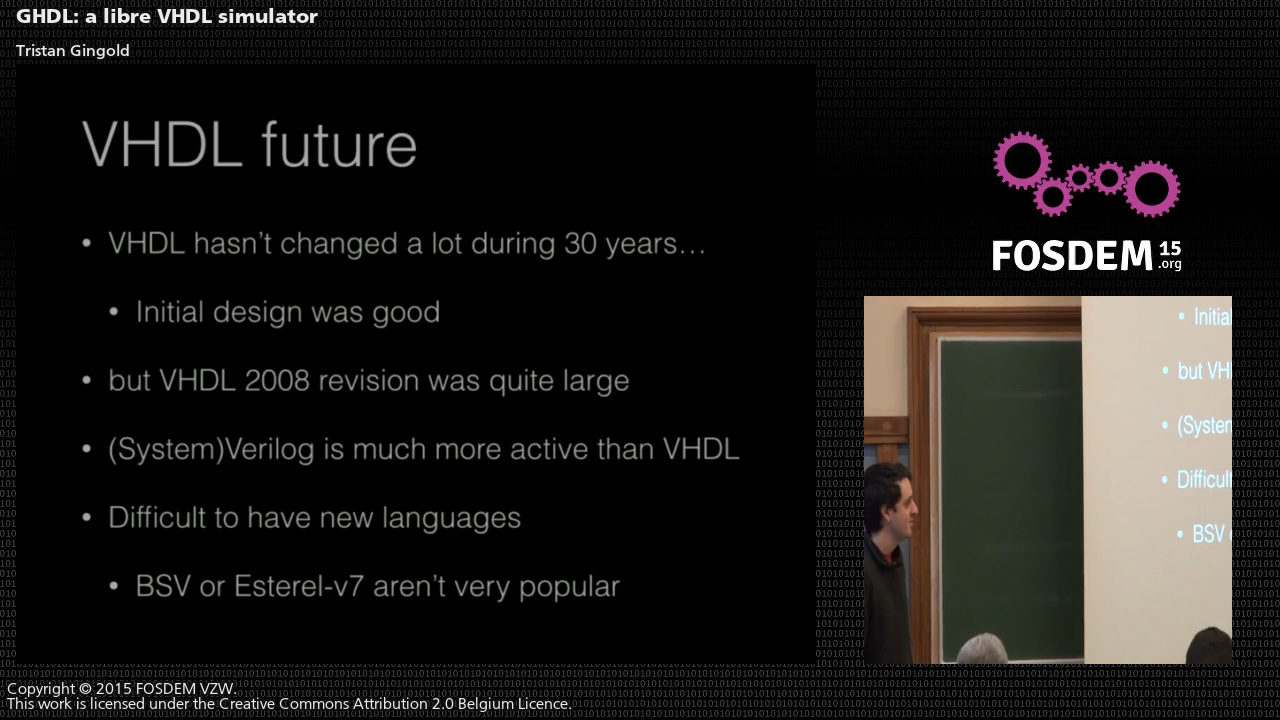 GHDL: a libre VHDL simulator
Tristan Gingold
VHDL future
• VHDL hasn't changed a lot during 30 years…
• Initial design was good
• but VHDL 2008 revision was quite large
• (System)Verilog is much more active than VHDL
• Difficult to have new languages
• BSV or Esterel-v7 aren't very popular
FOSDEM 15 .org
• Initia
• but VH
• (System
• Difficult
• BSV
Copyright © 2015 FOSDEM VZW.
This work is licensed under the Creative Commons Attribution 2.0 Belgium Licence.